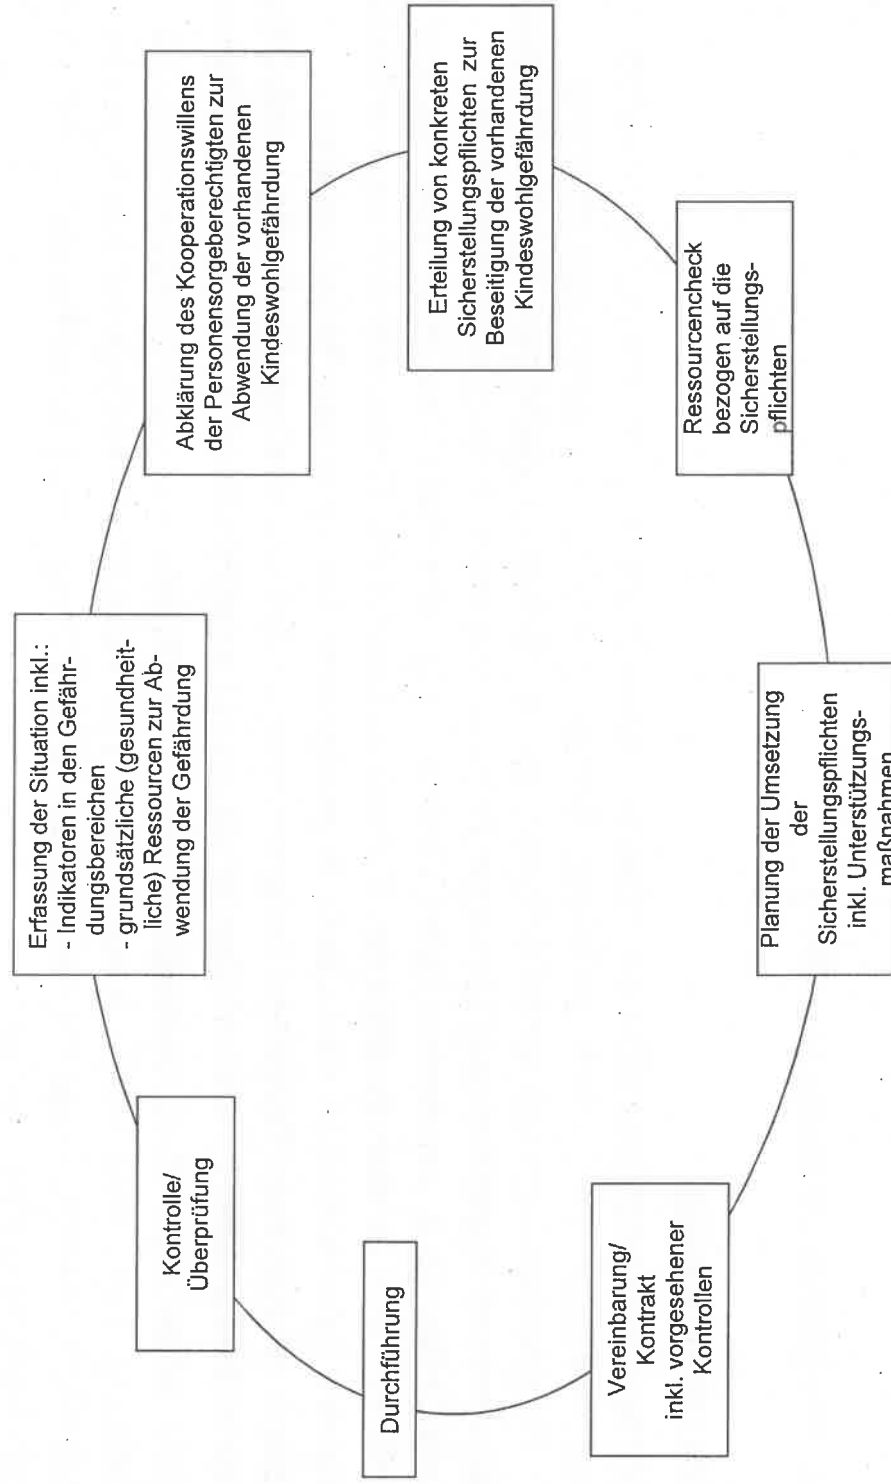 Erfassung der Situation inkl.:
- Indikatoren in den Gefähr-
dungsbereichen
- grundsätzliche (gesundheit-
liche) Ressourcen zur Ab-
wendung der Gefährdung
Abklärung des Kooperationswillens
der Personensorgeberechtigten zur
Abwendung der vorhandenen
Kindeswohlgefährdung
Erteilung von konkreten
Sicherstellungspflichten zur
Beseitigung der vorhandenen
Kindeswohlgefährdung
Ressourcencheck
bezogen auf die
Sicherstellungs-
pflichten
Planung der Umsetzung
der
Sicherstellungspflichten
inkl. Unterstützungs-
maßnahmen
Vereinbarung/
Kontrakt
inkl. vorgesehener
Kontrollen
Durchführung
Kontrolle/
Überprüfung